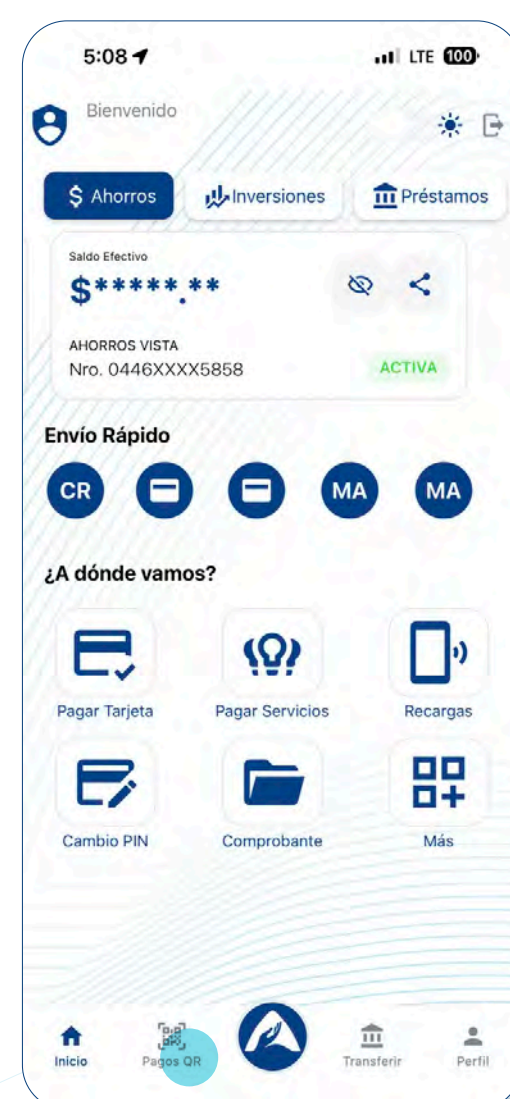 5:08 LTE 100
Bienvenido
$ Ahorros Inversiones Préstamos
Saldo Efectivo
$*****.**
AHORROS VISTA
Nro. 0446XXXX5858 ACTIVA
Envío Rápido
CR MA MA
¿A dónde vamos?
Pagar Tarjeta Pagar Servicios Recargas
Cambio PIN Comprobante Más
Inicio Pagos QR Transferir Perfil